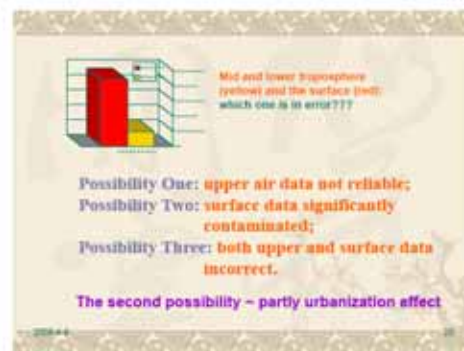 Mid and lower troposphere
(yellow) and the surface (red):
which one is in error???
Possibility One: upper air data not reliable;
Possibility Two: surface data significantly
contaminated;
Possibility Three: both upper and surface data
incorrect.
The second possibility – partly urbanization effect